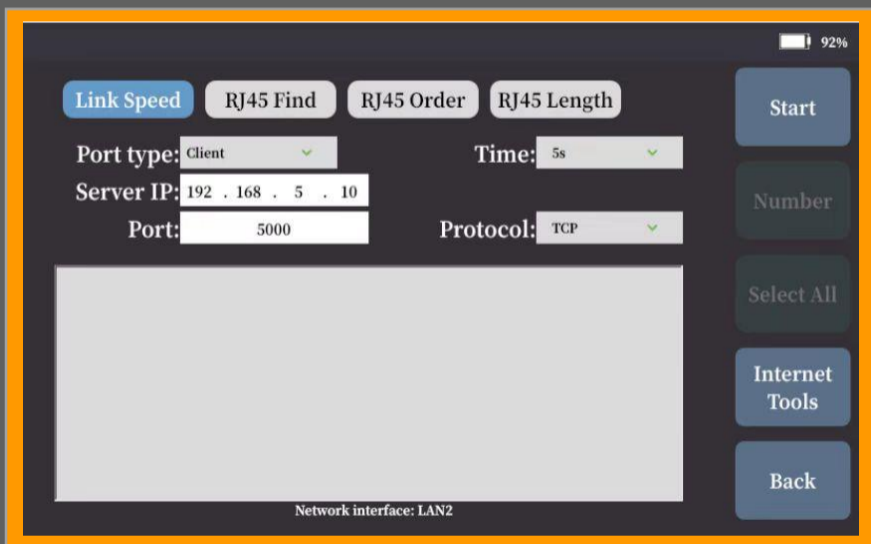 92%
Link Speed RJ45 Find RJ45 Order RJ45 Length
Port type: Client Time: 5s
Server IP: 192 . 168 . 5 . 10
Port: 5000 Protocol: TCP
Network interface: LAN2
Start
Number
Select All
Internet
Tools
Back